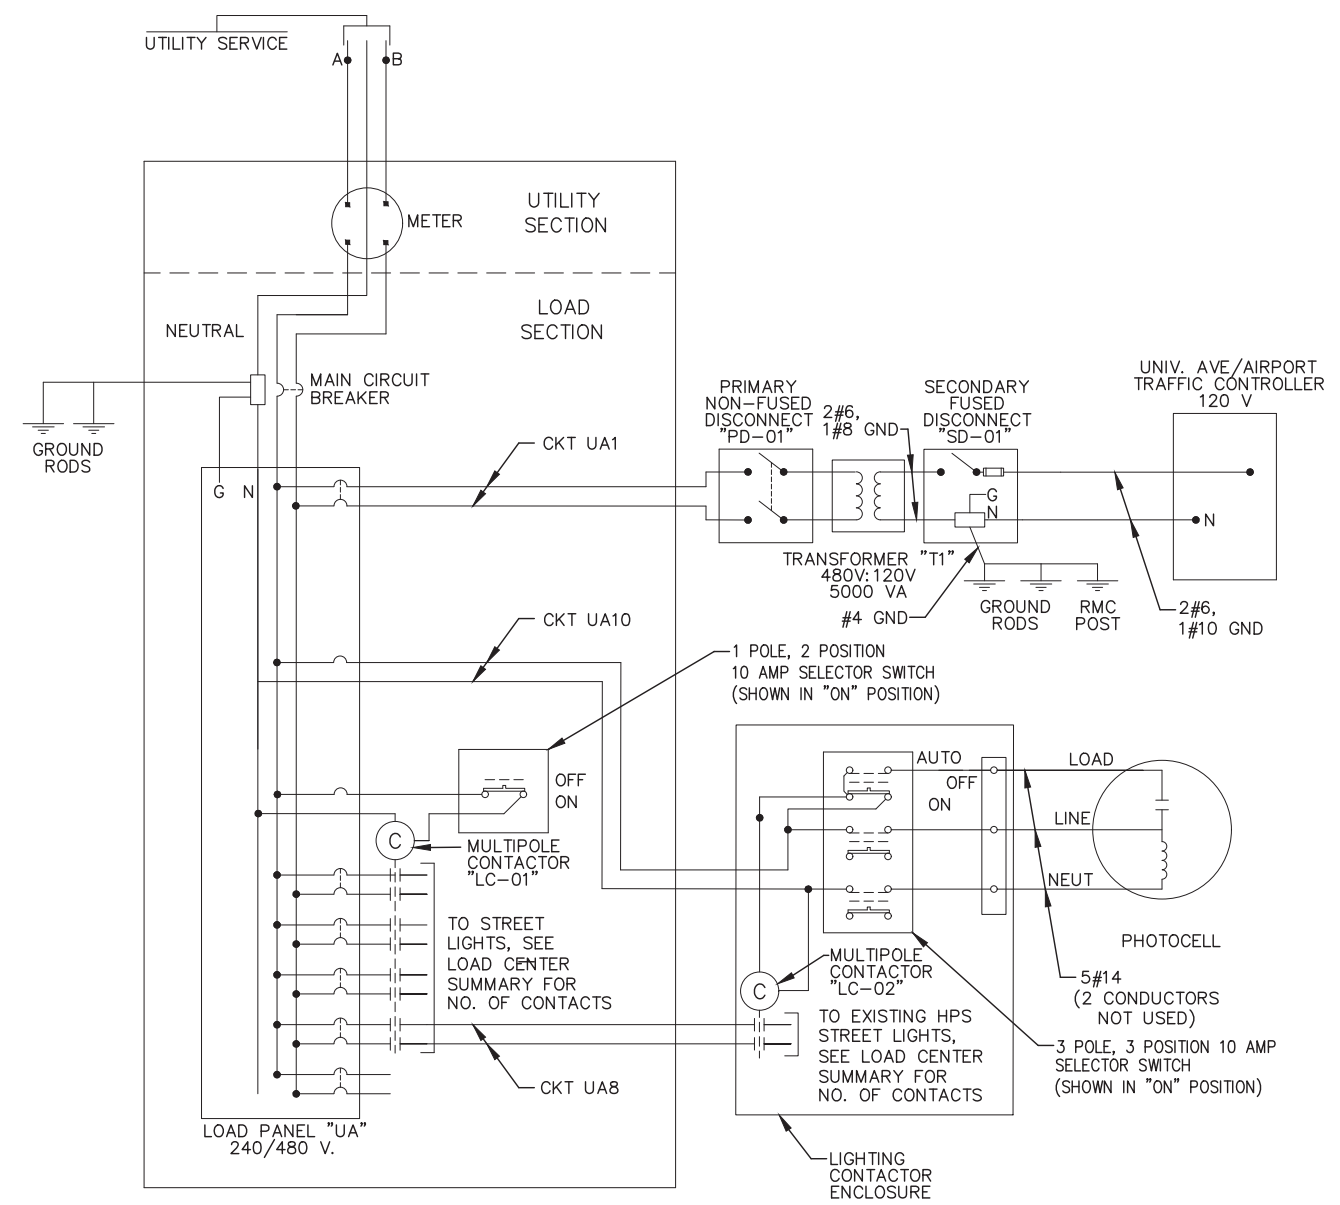 UTILITY SERVICE
A
B
UTILITY
SECTION
METER
LOAD
SECTION
NEUTRAL
MAIN CIRCUIT
BREAKER
GROUND
RODS
G
N
CKT UA1
PRIMARY
NON-FUSED
DISCONNECT
"PD-01"
2#6,
1#8 GND
SECONDARY
FUSED
DISCONNECT
"SD-01"
UNIV. AVE/AIRPORT
TRAFFIC CONTROLLER
120 V
G
N
N
TRANSFORMER "T1"
480V:120V
5000 VA
#4 GND
GROUND
RODS
RMC
POST
2#6,
1#10 GND
CKT UA10
1 POLE, 2 POSITION
10 AMP SELECTOR SWITCH
(SHOWN IN "ON" POSITION)
OFF
ON
C
MULTIPOLE
CONTACTOR
"LC-01"
TO STREET
LIGHTS, SEE
LOAD CENTER
SUMMARY FOR
NO. OF CONTACTS
CKT UA8
LOAD PANEL "UA"
240/480 V.
AUTO
OFF
ON
LOAD
LINE
NEUT
PHOTOCELL
5#14
(2 CONDUCTORS
NOT USED)
MULTIPOLE
CONTACTOR
"LC-02"
C
TO EXISTING HPS
STREET LIGHTS,
SEE LOAD CENTER
SUMMARY FOR
NO. OF CONTACTS
3 POLE, 3 POSITION 10 AMP
SELECTOR SWITCH
(SHOWN IN "ON" POSITION)
LIGHTING
CONTACTOR
ENCLOSURE